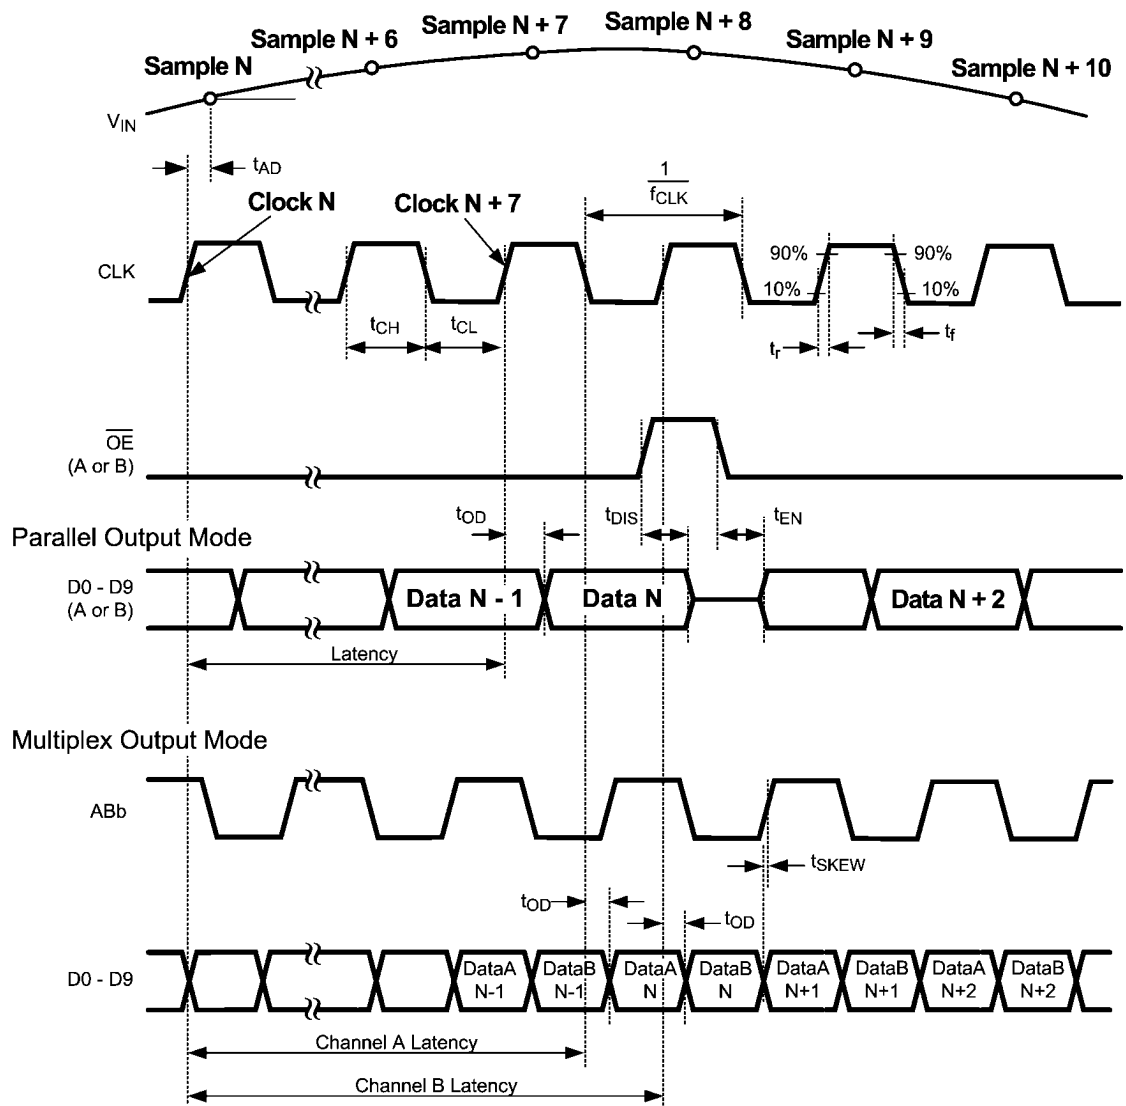 Sample N
Sample N + 6
Sample N + 7
Sample N + 8
Sample N + 9
Sample N + 10
VIN
tAD
Clock N
Clock N + 7
1
fCLK
CLK
90%
90%
10%
10%
tCH
tCL
tr
tf
OE
(A or B)
tOD
tDIS
tEN
Parallel Output Mode
D0 - D9
(A or B)
Data N - 1
Data N
Data N + 2
Latency
Multiplex Output Mode
ABb
tSKEW
tOD
tOD
D0 - D9
DataA
N-1
DataB
N-1
DataA
N
DataB
N
DataA
N+1
DataB
N+1
DataA
N+2
DataB
N+2
Channel A Latency
Channel B Latency